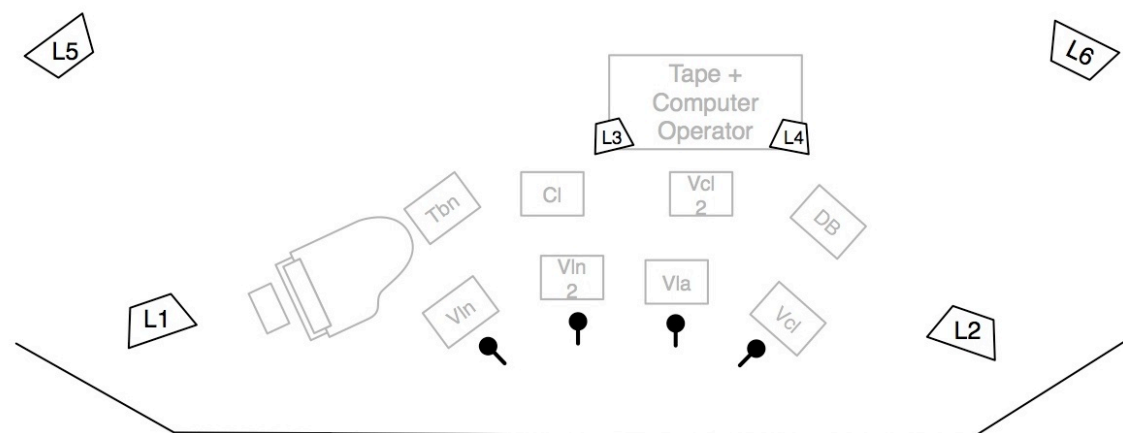 L5
L6
Tape +
Computer
Operator
L3
L4
Tbn
Cl
Vcl
2
DB
Vln
Vln
2
Vla
Vcl
L1
L2